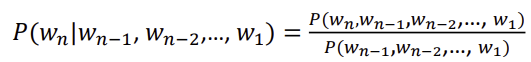 P(wₙ|wₙ₋₁, wₙ₋₂,..., w₁) = P(wₙ,wₙ₋₁,wₙ₋₂,..., w₁) / P(wₙ₋₁,wₙ₋₂,..., w₁)